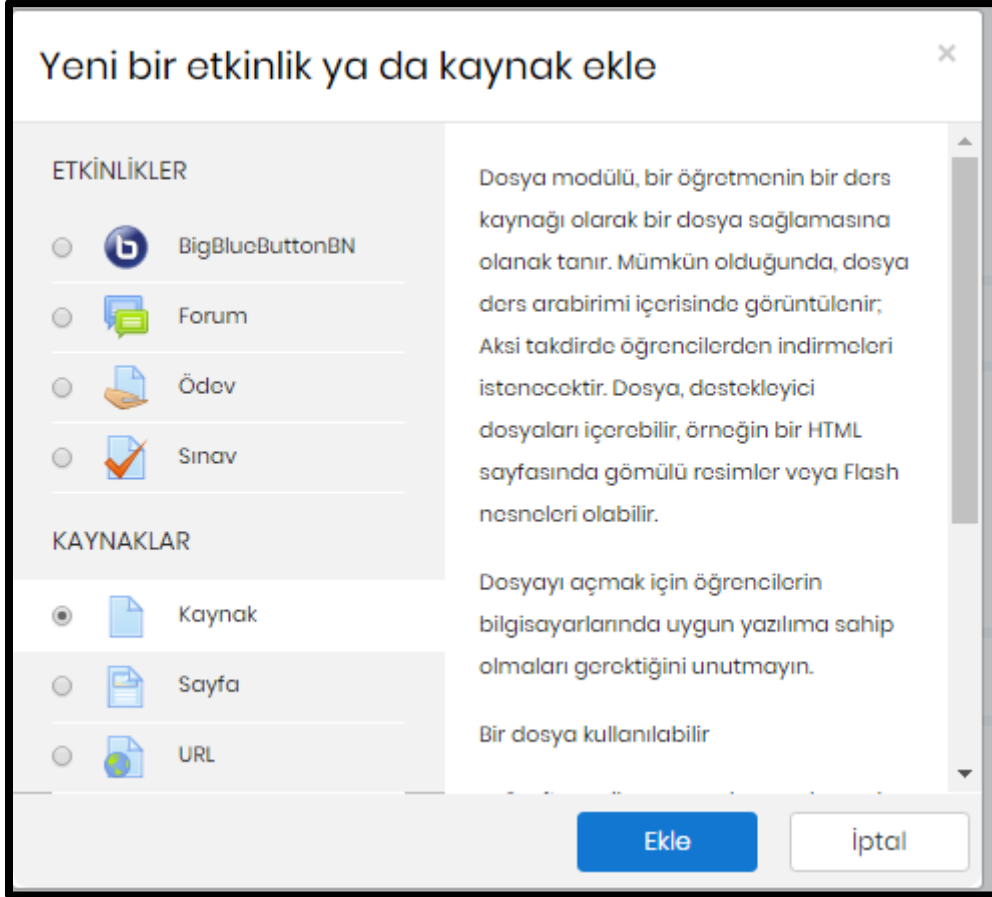 Yeni bir etkinlik ya da kaynak ekle
×
ETKİNLİKLER
BigBlueButtonBN
Forum
Ödev
Sınav
KAYNAKLAR
Kaynak
Sayfa
URL
Dosya modülü, bir öğretmenin bir ders
kaynağı olarak bir dosya sağlamasına
olanak tanır. Mümkün olduğunda, dosya
ders arabirimi içerisinde görüntülenir;
Aksi takdirde öğrencilerden indirmeleri
istenecektir. Dosya, destekleyici
dosyaları içerebilir, örneğin bir HTML
sayfasında gömülü resimler veya Flash
nesneleri olabilir.
Dosyayı açmak için öğrencilerin
bilgisayarlarında uygun yazılıma sahip
olmaları gerektiğini unutmayın.
Bir dosya kullanılabilir
Ekle
İptal